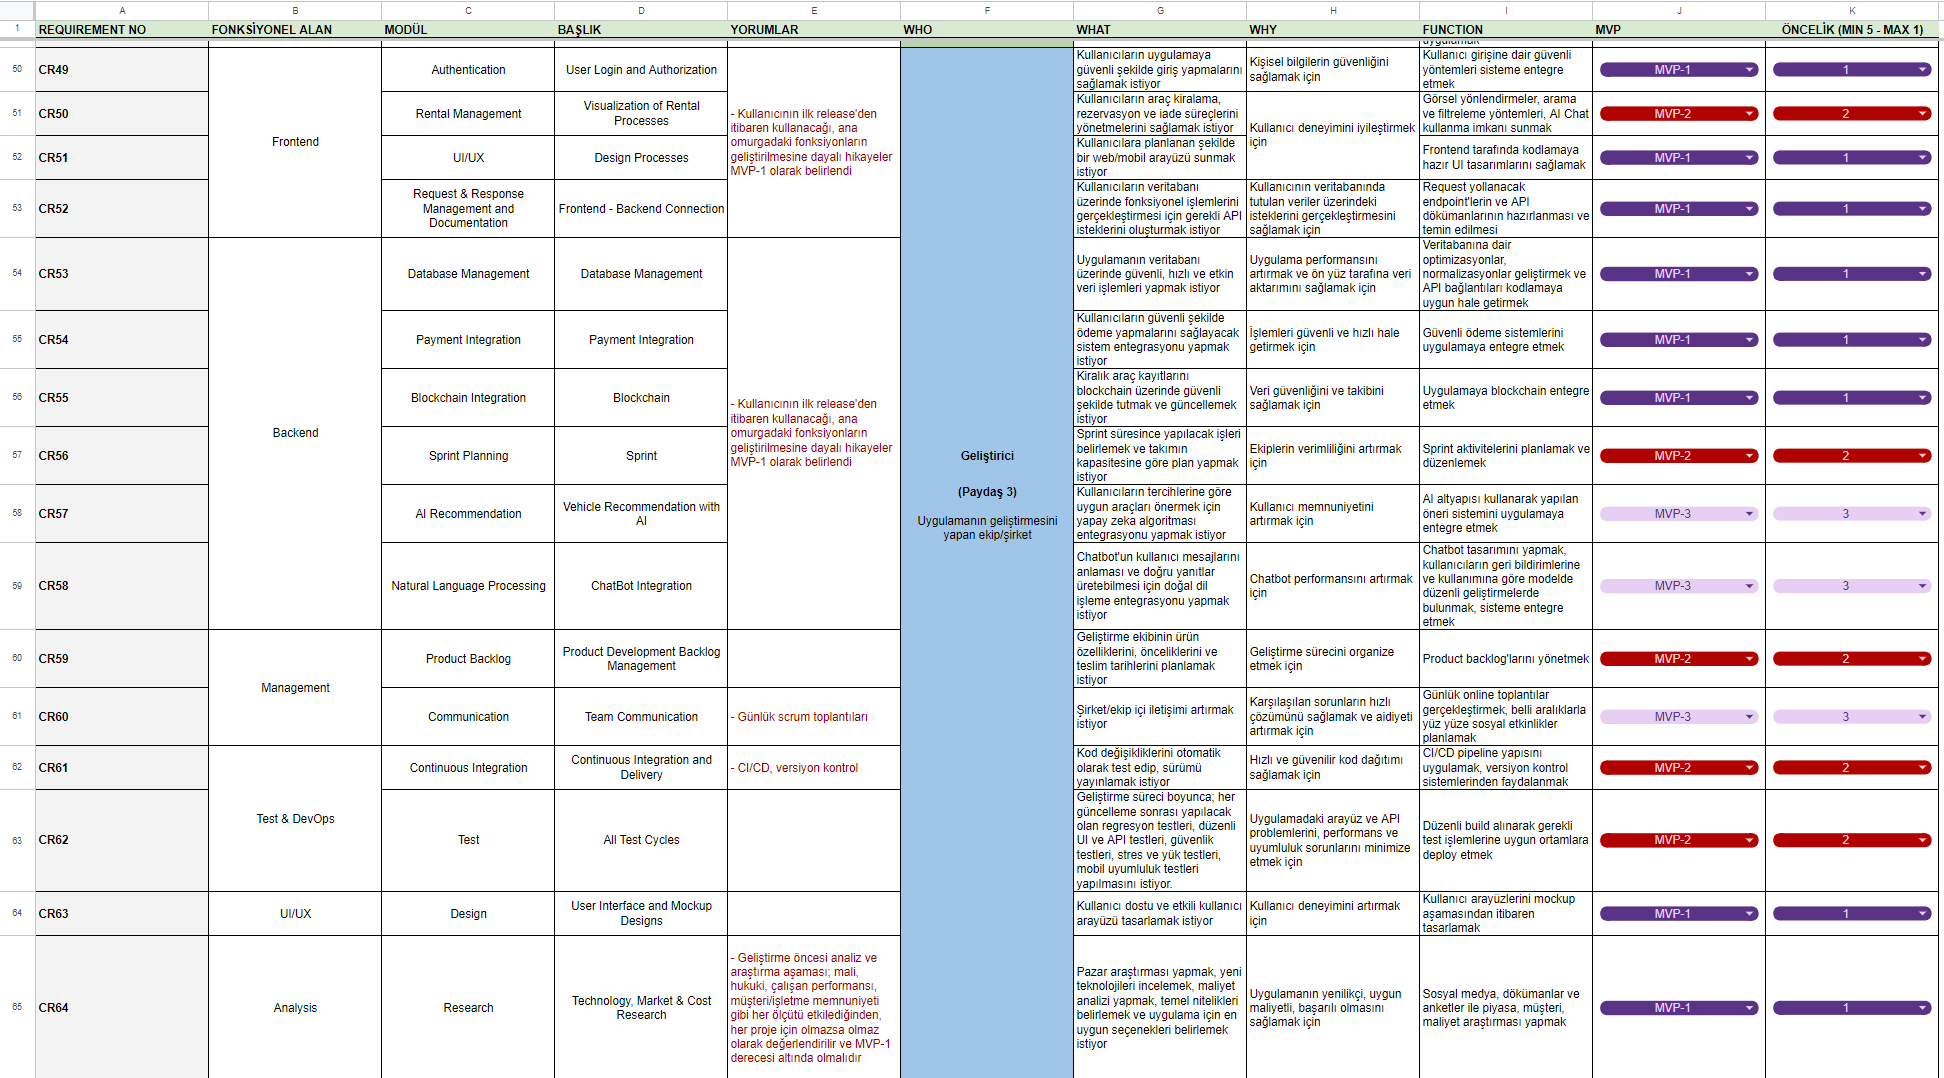 A B C D E F G H I J K
1 REQUIREMENT NO FONKSİYONEL ALAN MODÜL BAŞLIK YORUMLAR WHO WHAT WHY FUNCTION MVP ÖNCELİK (MIN 5 - MAX 1)
uygulamak
50
CR49
Frontend
Authentication
User Login and Authorization
- Kullanıcının ilk release'den
itibaren kullanacağı, ana
omurgadaki fonksiyonların
geliştirilmesine dayalı hikayeler
MVP-1 olarak belirlendi
Geliştirici
(Paydaş 3)
Uygulamanın geliştirmesini
yapan ekip/şirket
Kullanıcıların uygulamaya
güvenli şekilde giriş yapmalarını
sağlamak istiyor
Kişisel bilgilerin güvenliğini
sağlamak için
Kullanıcı girişine dair güvenli
yöntemleri sisteme entegre
etmek
MVP-1
1
51
CR50
Rental Management
Visualization of Rental
Processes
Kullanıcıların araç kiralama,
rezervasyon ve iade süreçlerini
yönetmelerini sağlamak istiyor
Kullanıcı deneyimini iyileştirmek
için
Görsel yönlendirmeler, arama
ve filtreleme yöntemleri, AI Chat
kullanma imkanı sunmak
MVP-2
2
52
CR51
UI/UX
Design Processes
Kullanıcılara planlanan şekilde
bir web/mobil arayüzü sunmak
istiyor
Frontend tarafında kodlamaya
hazır UI tasarımlarını sağlamak
MVP-1
1
53
CR52
Request & Response
Management and
Documentation
Frontend - Backend Connection
Kullanıcıların veritabanı
üzerinde fonksiyonel işlemlerini
gerçekleştirmesi için gerekli API
isteklerini oluşturmak istiyor
Kullanıcının veritabanında
tutulan veriler üzerindeki
isteklerini gerçekleştirmesini
sağlamak için
Request yollanacak
endpoint'lerin ve API
dökümanlarının hazırlanması ve
temin edilmesi
MVP-1
1
54
CR53
Backend
Database Management
Database Management
- Kullanıcının ilk release'den
itibaren kullanacağı, ana
omurgadaki fonksiyonların
geliştirilmesine dayalı hikayeler
MVP-1 olarak belirlendi
Uygulamanın veritabanı
üzerinde güvenli, hızlı ve etkin
veri işlemleri yapmak istiyor
Uygulama performansını
artırmak ve ön yüz tarafına veri
aktarımını sağlamak için
Veritabanına dair
optimizasyonlar,
normalizasyonlar geliştirmek ve
API bağlantıları kodlamaya
uygun hale getirmek
MVP-1
1
55
CR54
Payment Integration
Payment Integration
Kullanıcıların güvenli şekilde
ödeme yapmalarını sağlayacak
sistem entegrasyonu yapmak
istiyor
İşlemleri güvenli ve hızlı hale
getirmek için
Güvenli ödeme sistemlerini
uygulamaya entegre etmek
MVP-1
1
56
CR55
Blockchain Integration
Blockchain
Kiralık araç kayıtlarını
blockchain üzerinde güvenli
şekilde tutmak ve güncellemek
istiyor
Veri güvenliğini ve takibini
sağlamak için
Uygulamaya blockchain entegre
etmek
MVP-1
1
57
CR56
Sprint Planning
Sprint
Sprint süresince yapılacak işleri
belirlemek ve takımın
kapasitesine göre plan yapmak
istiyor
Ekiplerin verimliliğini artırmak
için
Sprint aktivitelerini planlamak ve
düzenlemek
MVP-2
2
58
CR57
AI Recommendation
Vehicle Recommendation with
AI
Kullanıcıların tercihlerine göre
uygun araçları önermek için
yapay zeka algoritması
entegrasyonu yapmak istiyor
Kullanıcı memnuniyetini
artırmak için
AI altyapısı kullanarak yapılan
öneri sistemini uygulamaya
entegre etmek
MVP-3
3
59
CR58
Natural Language Processing
ChatBot Integration
Chatbot'un kullanıcı mesajlarını
anlaması ve doğru yanıtlar
üretebilmesi için doğal dil
işleme entegrasyonu yapmak
istiyor
Chatbot performansını artırmak
için
Chatbot tasarımını yapmak,
kullanıcıların geri bildirimlerine
ve kullanımına göre modelde
düzenli geliştirmelerde
bulunmak, sisteme entegre
etmek
MVP-3
3
60
CR59
Management
Product Backlog
Product Development Backlog
Management
Geliştirme ekibinin ürün
özelliklerini, önceliklerini ve
teslim tarihlerini planlamak
istiyor
Geliştirme sürecini organize
etmek için
Product backlog'larını yönetmek
MVP-2
2
61
CR60
Communication
Team Communication
- Günlük scrum toplantıları
Şirket/ekip içi iletişimi artırmak
istiyor
Karşılaşılan sorunların hızlı
çözümünü sağlamak ve aidiyeti
artırmak için
Günlük online toplantılar
gerçekleştirmek, belli aralıklarla
yüz yüze sosyal etkinlikler
planlamak
MVP-3
3
62
CR61
Test & DevOps
Continuous Integration
Continuous Integration and
Delivery
- CI/CD, versiyon kontrol
Kod değişikliklerini otomatik
olarak test edip, sürümü
yayınlamak istiyor
Hızlı ve güvenilir kod dağıtımı
sağlamak için
CI/CD pipeline yapısını
uygulamak, versiyon kontrol
sistemlerinden faydalanmak
MVP-2
2
63
CR62
Test
All Test Cycles
Geliştirme süreci boyunca; her
güncelleme sonrası yapılacak
olan regresyon testleri, düzenli
UI ve API testleri, güvenlik
testleri, stres ve yük testleri,
mobil uyumluluk testleri
yapılmasını istiyor.
Uygulamadaki arayüz ve API
problemlerini, performans ve
uyumluluk sorunlarını minimize
etmek için
Düzenli build alınarak gerekli
test işlemlerine uygun ortamlara
deploy etmek
MVP-2
2
64
CR63
UI/UX
Design
User Interface and Mockup
Designs
Kullanıcı dostu ve etkili kullanıcı
arayüzü tasarlamak istiyor
Kullanıcı deneyimini artırmak
için
Kullanıcı arayüzlerini mockup
aşamasından itibaren
tasarlamak
MVP-1
1
65
CR64
Analysis
Research
Technology, Market & Cost
Research
- Geliştirme öncesi analiz ve
araştırma aşaması; mali,
hukuki, çalışan performansı,
müşteri/işletme memnuniyeti
gibi her ölçütü etkilediğinden,
her proje için olmazsa olmaz
olarak değerlendirilir ve MVP-1
derecesi altında olmalıdır
Pazar araştırması yapmak, yeni
teknolojileri incelemek, maliyet
analizi yapmak, temel nitelikleri
belirlemek ve uygulama için en
uygun seçenekleri belirlemek
istiyor
Uygulamanın yenilikçi, uygun
maliyetli, başarılı olmasını
sağlamak için
Sosyal medya, dökümanlar ve
anketler ile piyasa, müşteri,
maliyet araştırması yapmak
MVP-1
1